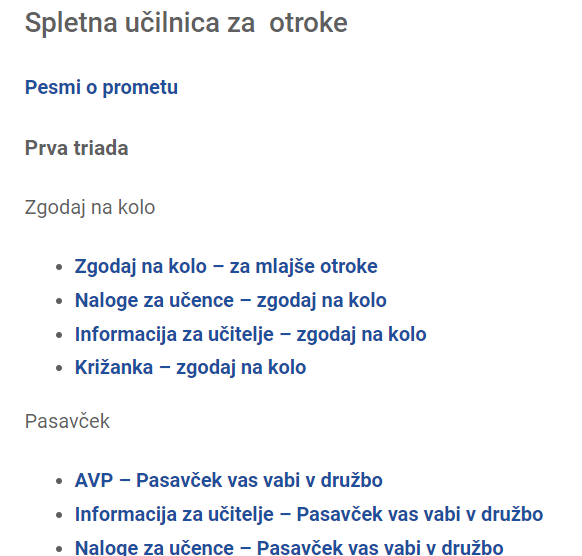 Spletna učilnica za  otroke
Pesmi o prometu
Prva triada
Zgodaj na kolo
Zgodaj na kolo – za mlajše otroke
Naloge za učence – zgodaj na kolo
Informacija za učitelje – zgodaj na kolo
Križanka – zgodaj na kolo
Pasavček
AVP – Pasavček vas vabi v družbo
Informacija za učitelje – Pasavček vas vabi v družbo
Naloge za učence – Pasavček vas vabi v družbo